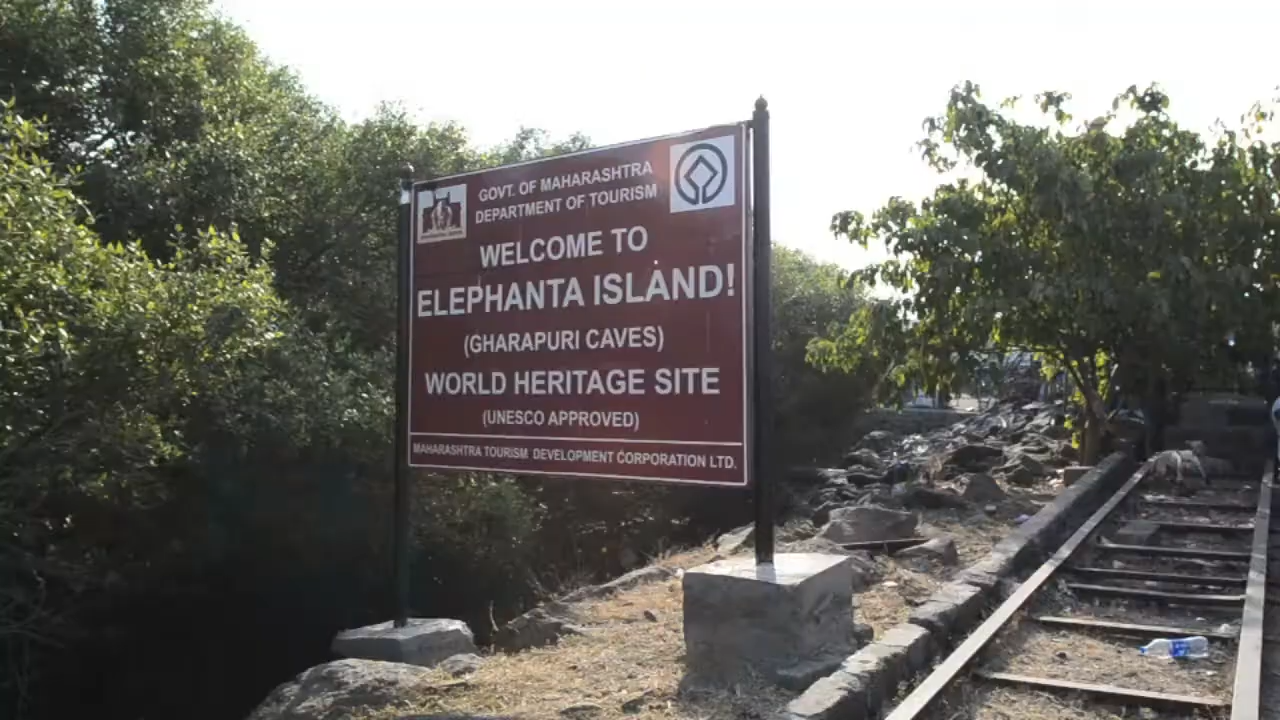 GOVT. OF MAHARASHTRA
DEPARTMENT OF TOURISM
WELCOME TO
ELEPHANTA ISLAND!
(GHARAPURI CAVES)
WORLD HERITAGE SITE
(UNESCO APPROVED)
MAHARASHTRA TOURISM DEVELOPMENT CORPORATION LTD.